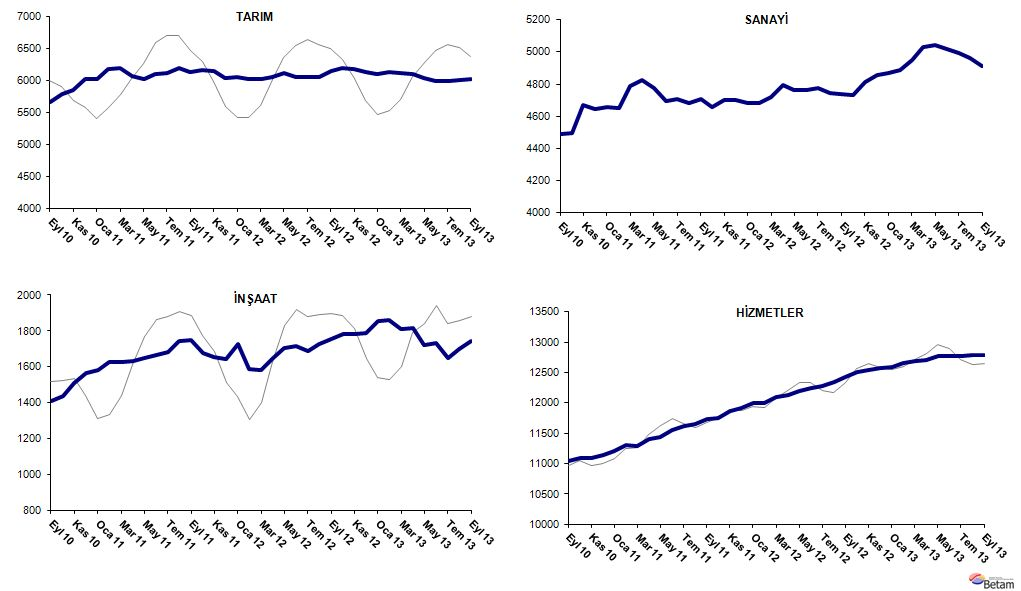 TARIM
7000
6500
6000
5500
5000
4500
4000
Eyl 10
Kas 10
Oca 11
Mar 11
May 11
Tem 11
Eyl 11
Kas 11
Oca 12
Mar 12
May 12
Tem 12
Eyl 12
Kas 12
Oca 13
Mar 13
May 13
Tem 13
Eyl 13
SANAYİ
5200
5000
4800
4600
4400
4200
4000
Eyl 10
Kas 10
Oca 11
Mar 11
May 11
Tem 11
Eyl 11
Kas 11
Oca 12
Mar 12
May 12
Tem 12
Eyl 12
Kas 12
Oca 13
Mar 13
May 13
Tem 13
Eyl 13
İNŞAAT
2000
1800
1600
1400
1200
1000
800
Eyl 10
Kas 10
Oca 11
Mar 11
May 11
Tem 11
Eyl 11
Kas 11
Oca 12
Mar 12
May 12
Tem 12
Eyl 12
Kas 12
Oca 13
Mar 13
May 13
Tem 13
Eyl 13
HİZMETLER
13500
13000
12500
12000
11500
11000
10500
10000
Eyl 10
Kas 10
Oca 11
Mar 11
May 11
Tem 11
Eyl 11
Kas 11
Oca 12
Mar 12
May 12
Tem 12
Eyl 12
Kas 12
Oca 13
Mar 13
May 13
Tem 13
Eyl 13
Betam